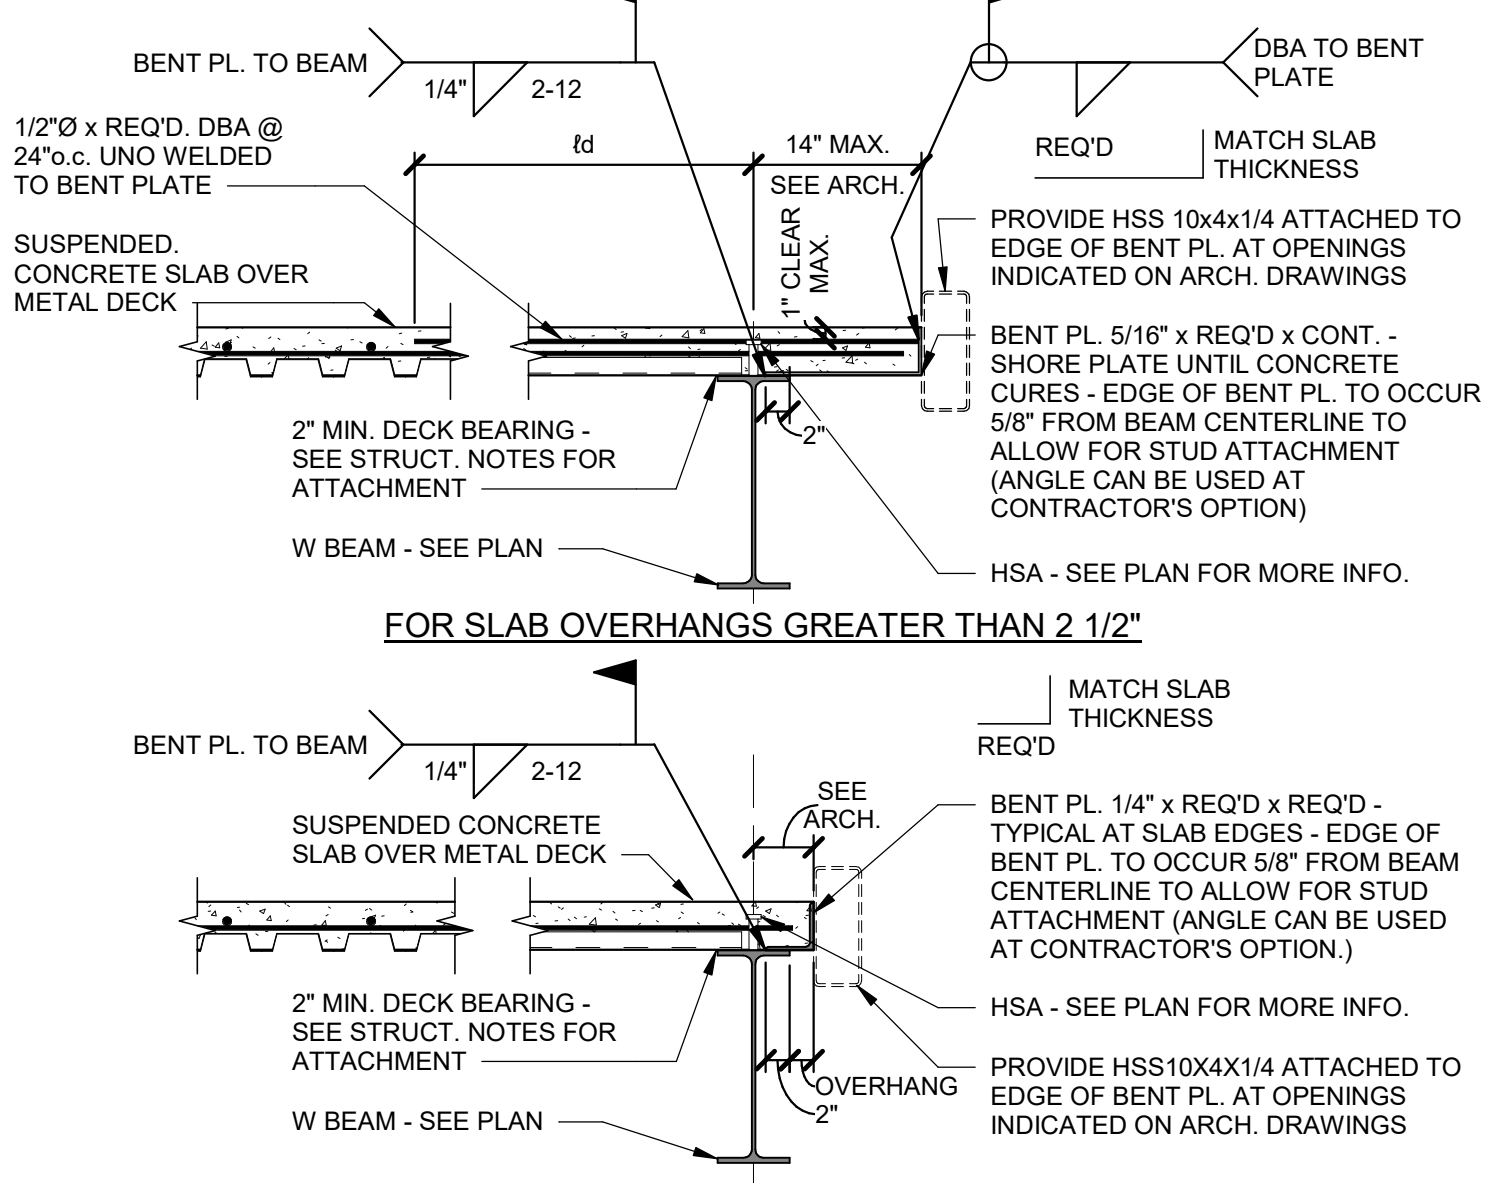 BENT PL. TO BEAM
1/4"
2-12
DBA TO BENT
PLATE
1/2"Ø x REQ'D. DBA @
24"o.c. UNO WELDED
TO BENT PLATE
ℓd
14" MAX.
SEE ARCH.
1" CLEAR
MAX.
REQ'D
MATCH SLAB
THICKNESS
SUSPENDED.
CONCRETE SLAB OVER
METAL DECK
PROVIDE HSS 10x4x1/4 ATTACHED TO
EDGE OF BENT PL. AT OPENINGS
INDICATED ON ARCH. DRAWINGS
BENT PL. 5/16" x REQ'D x CONT. -
SHORE PLATE UNTIL CONCRETE
CURES - EDGE OF BENT PL. TO OCCUR
5/8" FROM BEAM CENTERLINE TO
ALLOW FOR STUD ATTACHMENT
(ANGLE CAN BE USED AT
CONTRACTOR'S OPTION)
2" MIN. DECK BEARING -
SEE STRUCT. NOTES FOR
ATTACHMENT
2"
W BEAM - SEE PLAN
HSA - SEE PLAN FOR MORE INFO.
FOR SLAB OVERHANGS GREATER THAN 2 1/2"
BENT PL. TO BEAM
1/4"
2-12
MATCH SLAB
THICKNESS
REQ'D
SEE
ARCH.
SUSPENDED CONCRETE
SLAB OVER METAL DECK
BENT PL. 1/4" x REQ'D x REQ'D -
TYPICAL AT SLAB EDGES - EDGE OF
BENT PL. TO OCCUR 5/8" FROM BEAM
CENTERLINE TO ALLOW FOR STUD
ATTACHMENT (ANGLE CAN BE USED
AT CONTRACTOR'S OPTION.)
2" MIN. DECK BEARING -
SEE STRUCT. NOTES FOR
ATTACHMENT
HSA - SEE PLAN FOR MORE INFO.
OVERHANG
2"
PROVIDE HSS10X4X1/4 ATTACHED TO
EDGE OF BENT PL. AT OPENINGS
INDICATED ON ARCH. DRAWINGS
W BEAM - SEE PLAN